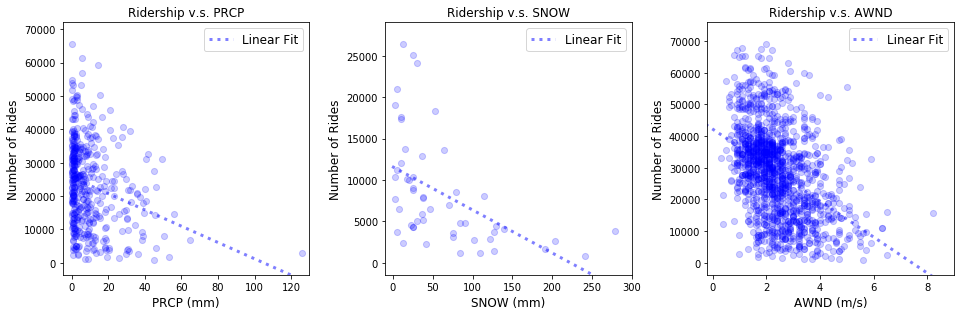 Ridership v.s. PRCP
Linear Fit
Number of Rides
70000
60000
50000
40000
30000
20000
10000
0
0 20 40 60 80 100 120
PRCP (mm)
Ridership v.s. SNOW
Linear Fit
Number of Rides
25000
20000
15000
10000
5000
0
0 50 100 150 200 250 300
SNOW (mm)
Ridership v.s. AWND
Linear Fit
Number of Rides
70000
60000
50000
40000
30000
20000
10000
0
0 2 4 6 8
AWND (m/s)